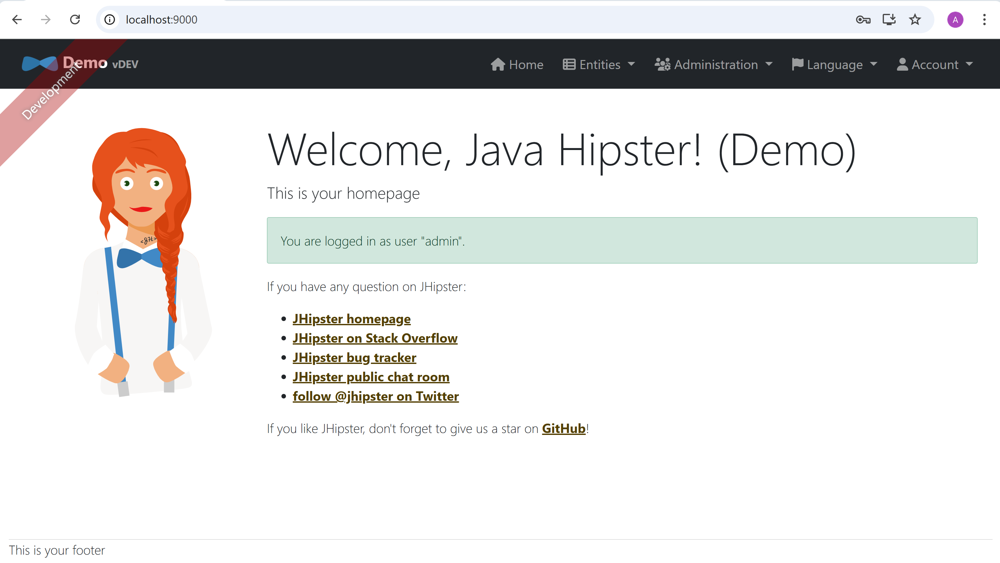 localhost:9000
A
Demo vDEV
Home Entities Administration Language Account
Development
Welcome, Java Hipster! (Demo)
This is your homepage
You are logged in as user "admin".
<JH>
If you have any question on JHipster:
JHipster homepage
JHipster on Stack Overflow
JHipster bug tracker
JHipster public chat room
follow @jhipster on Twitter
If you like JHipster, don't forget to give us a star on GitHub!
This is your footer